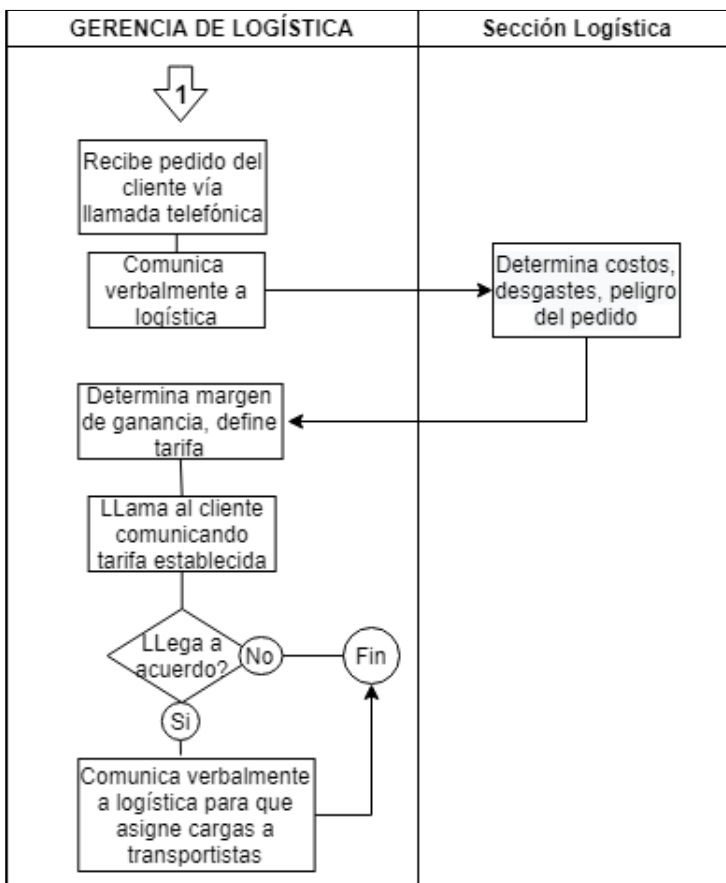 GERENCIA DE LOGÍSTICA
Sección Logística
1
Recibe pedido del
cliente vía
llamada telefónica
Comunica
verbalmente a
logística
Determina costos,
desgastes, peligro
del pedido
Determina margen
de ganancia, define
tarifa
LLama al cliente
comunicando
tarifa establecida
LLega a
acuerdo?
No
Fin
Si
Comunica verbalmente
a logística para que
asigne cargas a
transportistas